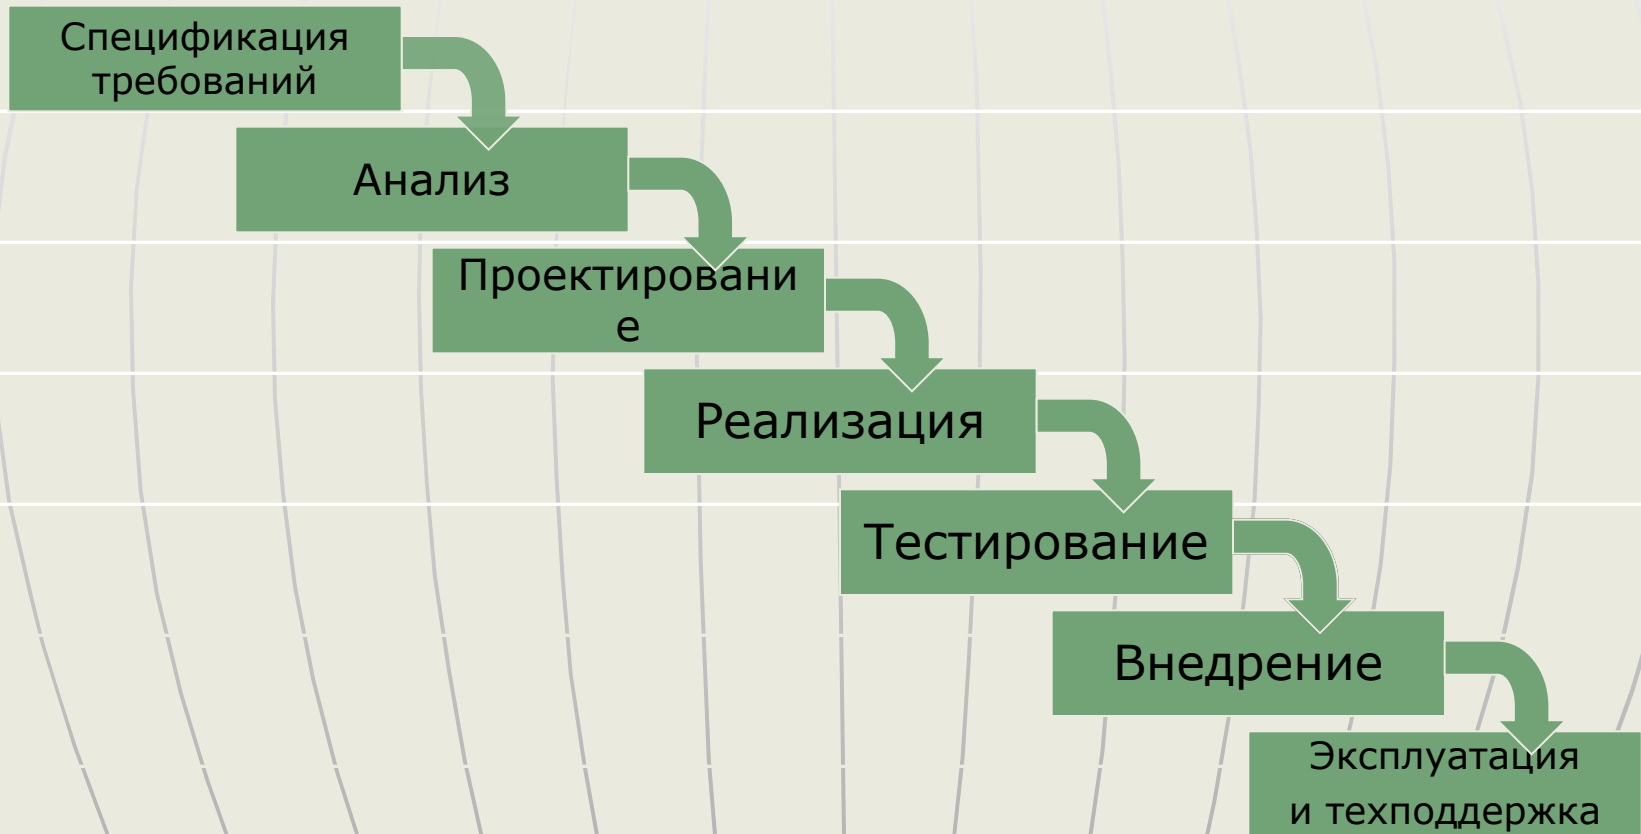 Спецификация
требований
Анализ
Проектировани
е
Реализация
Тестирование
Внедрение
Эксплуатация
и техподдержка